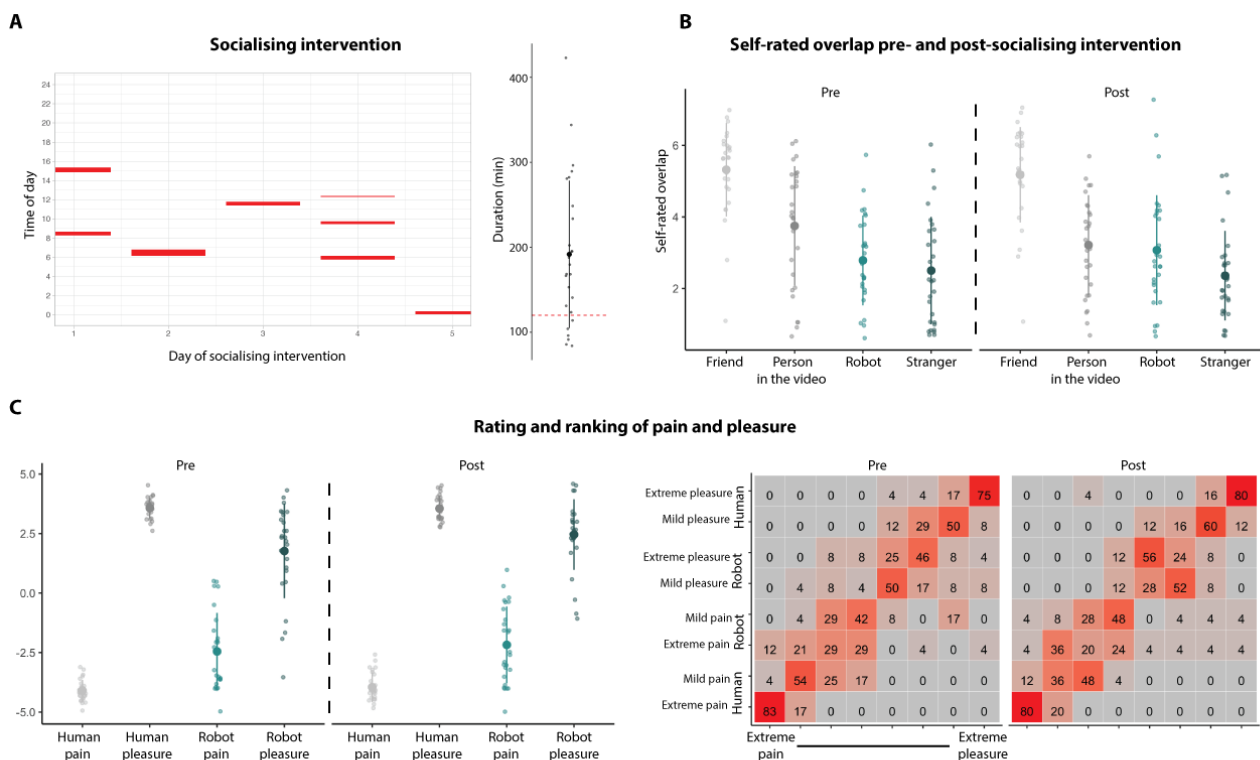 A
Socialising intervention
Time of day
24
22
20
18
16
14
12
10
8
6
4
2
0
1 2 3 4 5
Day of socialising intervention
Duration (min)
400
300
200
100
B
Self-rated overlap pre- and post-socialising intervention
Pre
Post
Self-rated overlap
6
4
2
Friend Person in the video Robot Stranger
Friend Person in the video Robot Stranger
C
Rating and ranking of pain and pleasure
Pre
Post
5.0
2.5
0.0
-2.5
-5.0
Human pain Human pleasure Robot pain Robot pleasure
Human pain Human pleasure Robot pain Robot pleasure
Pre
Post
Human
Robot
Robot
Human
Extreme pleasure 0 0 0 0 4 4 17 75 0 0 4 0 0 0 16 80
Mild pleasure 0 0 0 0 12 29 50 8 0 0 0 0 12 16 60 12
Extreme pleasure 0 0 8 8 25 46 8 4 0 0 0 12 56 24 8 0
Mild pleasure 0 4 8 4 50 17 8 8 0 0 0 12 28 52 8 0
Mild pain 0 4 29 42 8 0 17 0 4 8 28 48 0 4 4 4
Extreme pain 12 21 29 29 0 4 0 4 4 36 20 24 4 4 4 4
Mild pain 4 54 25 17 0 0 0 0 12 36 48 4 0 0 0 0
Extreme pain 83 17 0 0 0 0 0 0 80 20 0 0 0 0 0 0
Extreme pain
Extreme pleasure